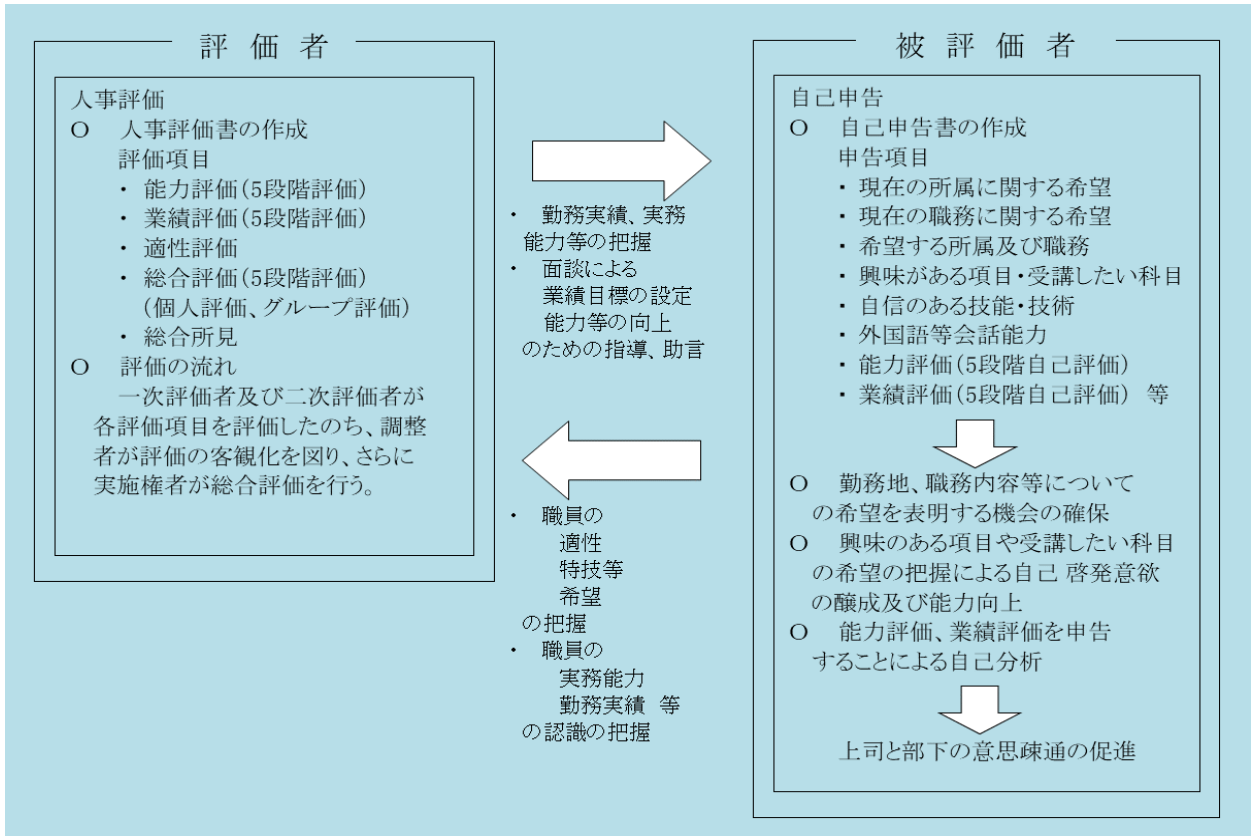 評 価 者
人事評価
○ 人事評価書の作成
評価項目
・ 能力評価(5段階評価)
・ 業績評価(5段階評価)
・ 適性評価
・ 総合評価(5段階評価)
(個人評価、グループ評価)
・ 総合所見
○ 評価の流れ
一次評価者及び二次評価者が
各評価項目を評価したのち、調整
者が評価の客観化を図り、さらに
実施権者が総合評価を行う。
・ 勤務実績、実務
能力等の把握
・ 面談による
業績目標の設定
能力等の向上
のための指導、助言
・ 職員の
適性
特技等
希望
の把握
・ 職員の
実務能力
勤務実績 等
の認識の把握
被 評 価 者
自己申告
○ 自己申告書の作成
申告項目
・ 現在の所属に関する希望
・ 現在の職務に関する希望
・ 希望する所属及び職務
・ 興味がある項目・受講したい科目
・ 自信のある技能・技術
・ 外国語等会話能力
・ 能力評価(5段階自己評価)
・ 業績評価(5段階自己評価) 等
○ 勤務地、職務内容等について
の希望を表明する機会の確保
○ 興味のある項目や受講したい科目
の希望の把握による自己 啓発意欲
の醸成及び能力向上
○ 能力評価、業績評価を申告
することによる自己分析
上司と部下の意思疎通の促進